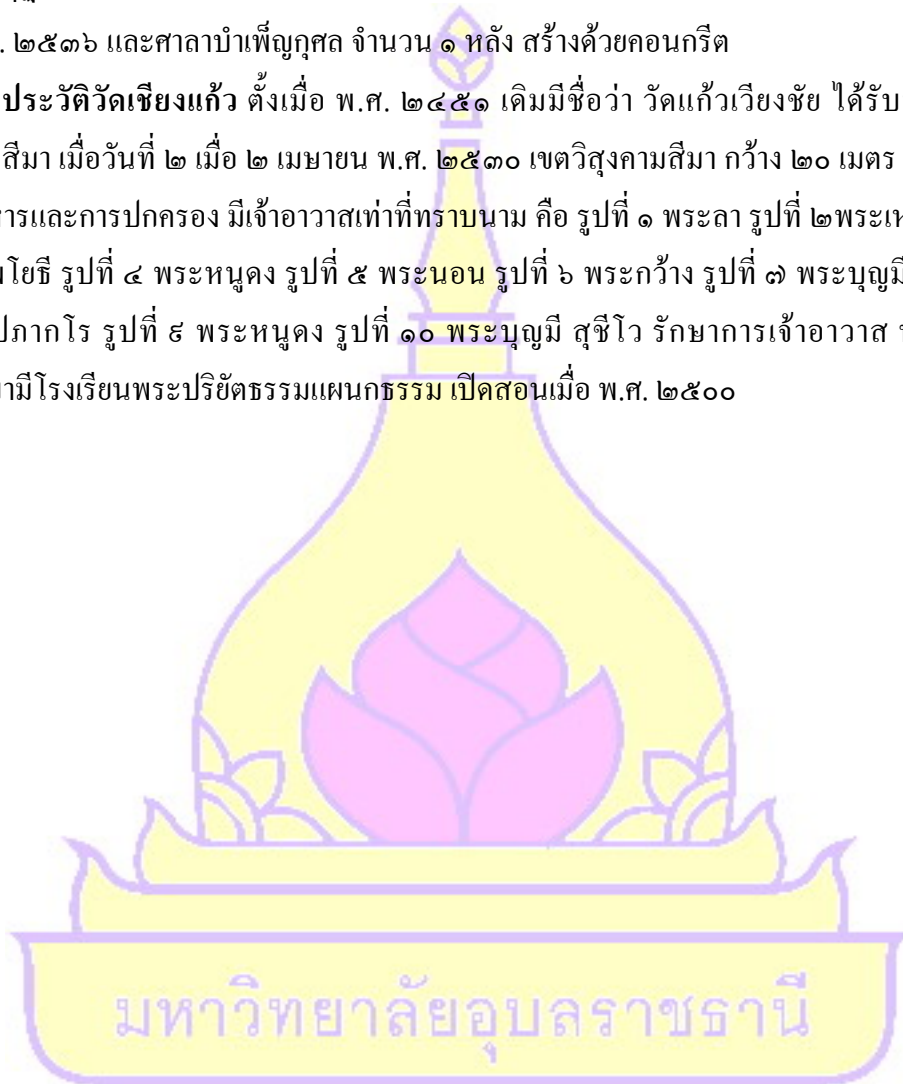 . ๒๕๓๖ และศาลาบำเพ็ญกุศล จำนวน ๑ หลัง สร้างด้วยคอนกรีต
ประวัติวัดเชียงแก้ว ตั้งเมื่อ พ.ศ. ๒๔๕๑ เดิมมีชื่อว่า วัดแก้วเวียงชัย ได้รับ
สีมา เมื่อวันที่ ๒ เมื่อ ๒ เมษายน พ.ศ. ๒๕๓๐ เขตวิสุงคามสีมา กว้าง ๒๐ เมตร
ารและการปกครอง มีเจ้าอาวาสเท่าที่ทราบนาม คือ รูปที่ ๑ พระลา รูปที่ ๒พระเห
โยธี รูปที่ ๔ พระหนูคง รูปที่ ๕ พระนอน รูปที่ ๖ พระกว้าง รูปที่ ๗ พระบุญมี
ปภากโร รูปที่ ๙ พระหนูคง รูปที่ ๑๐ พระบุญมี สุชีโว รักษาการเจ้าอาวาส
ามีโรงเรียนพระปริยัตธรรมแผนกธรรม เปิดสอนเมื่อ พ.ศ. ๒๕๐๐
มหาวิทยาลัยอุบลราชธานี